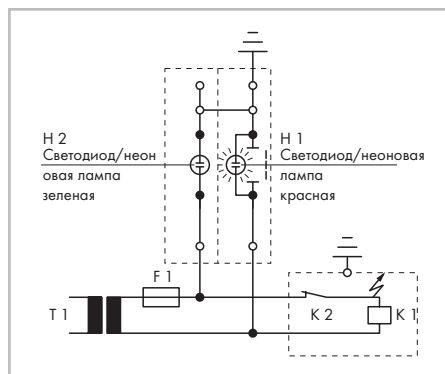 H 2
Светодиод/неон
овая лампа
зеленая
H 1
Светодиод/неоновая
лампа
красная
F 1
T 1
K 2
K 1